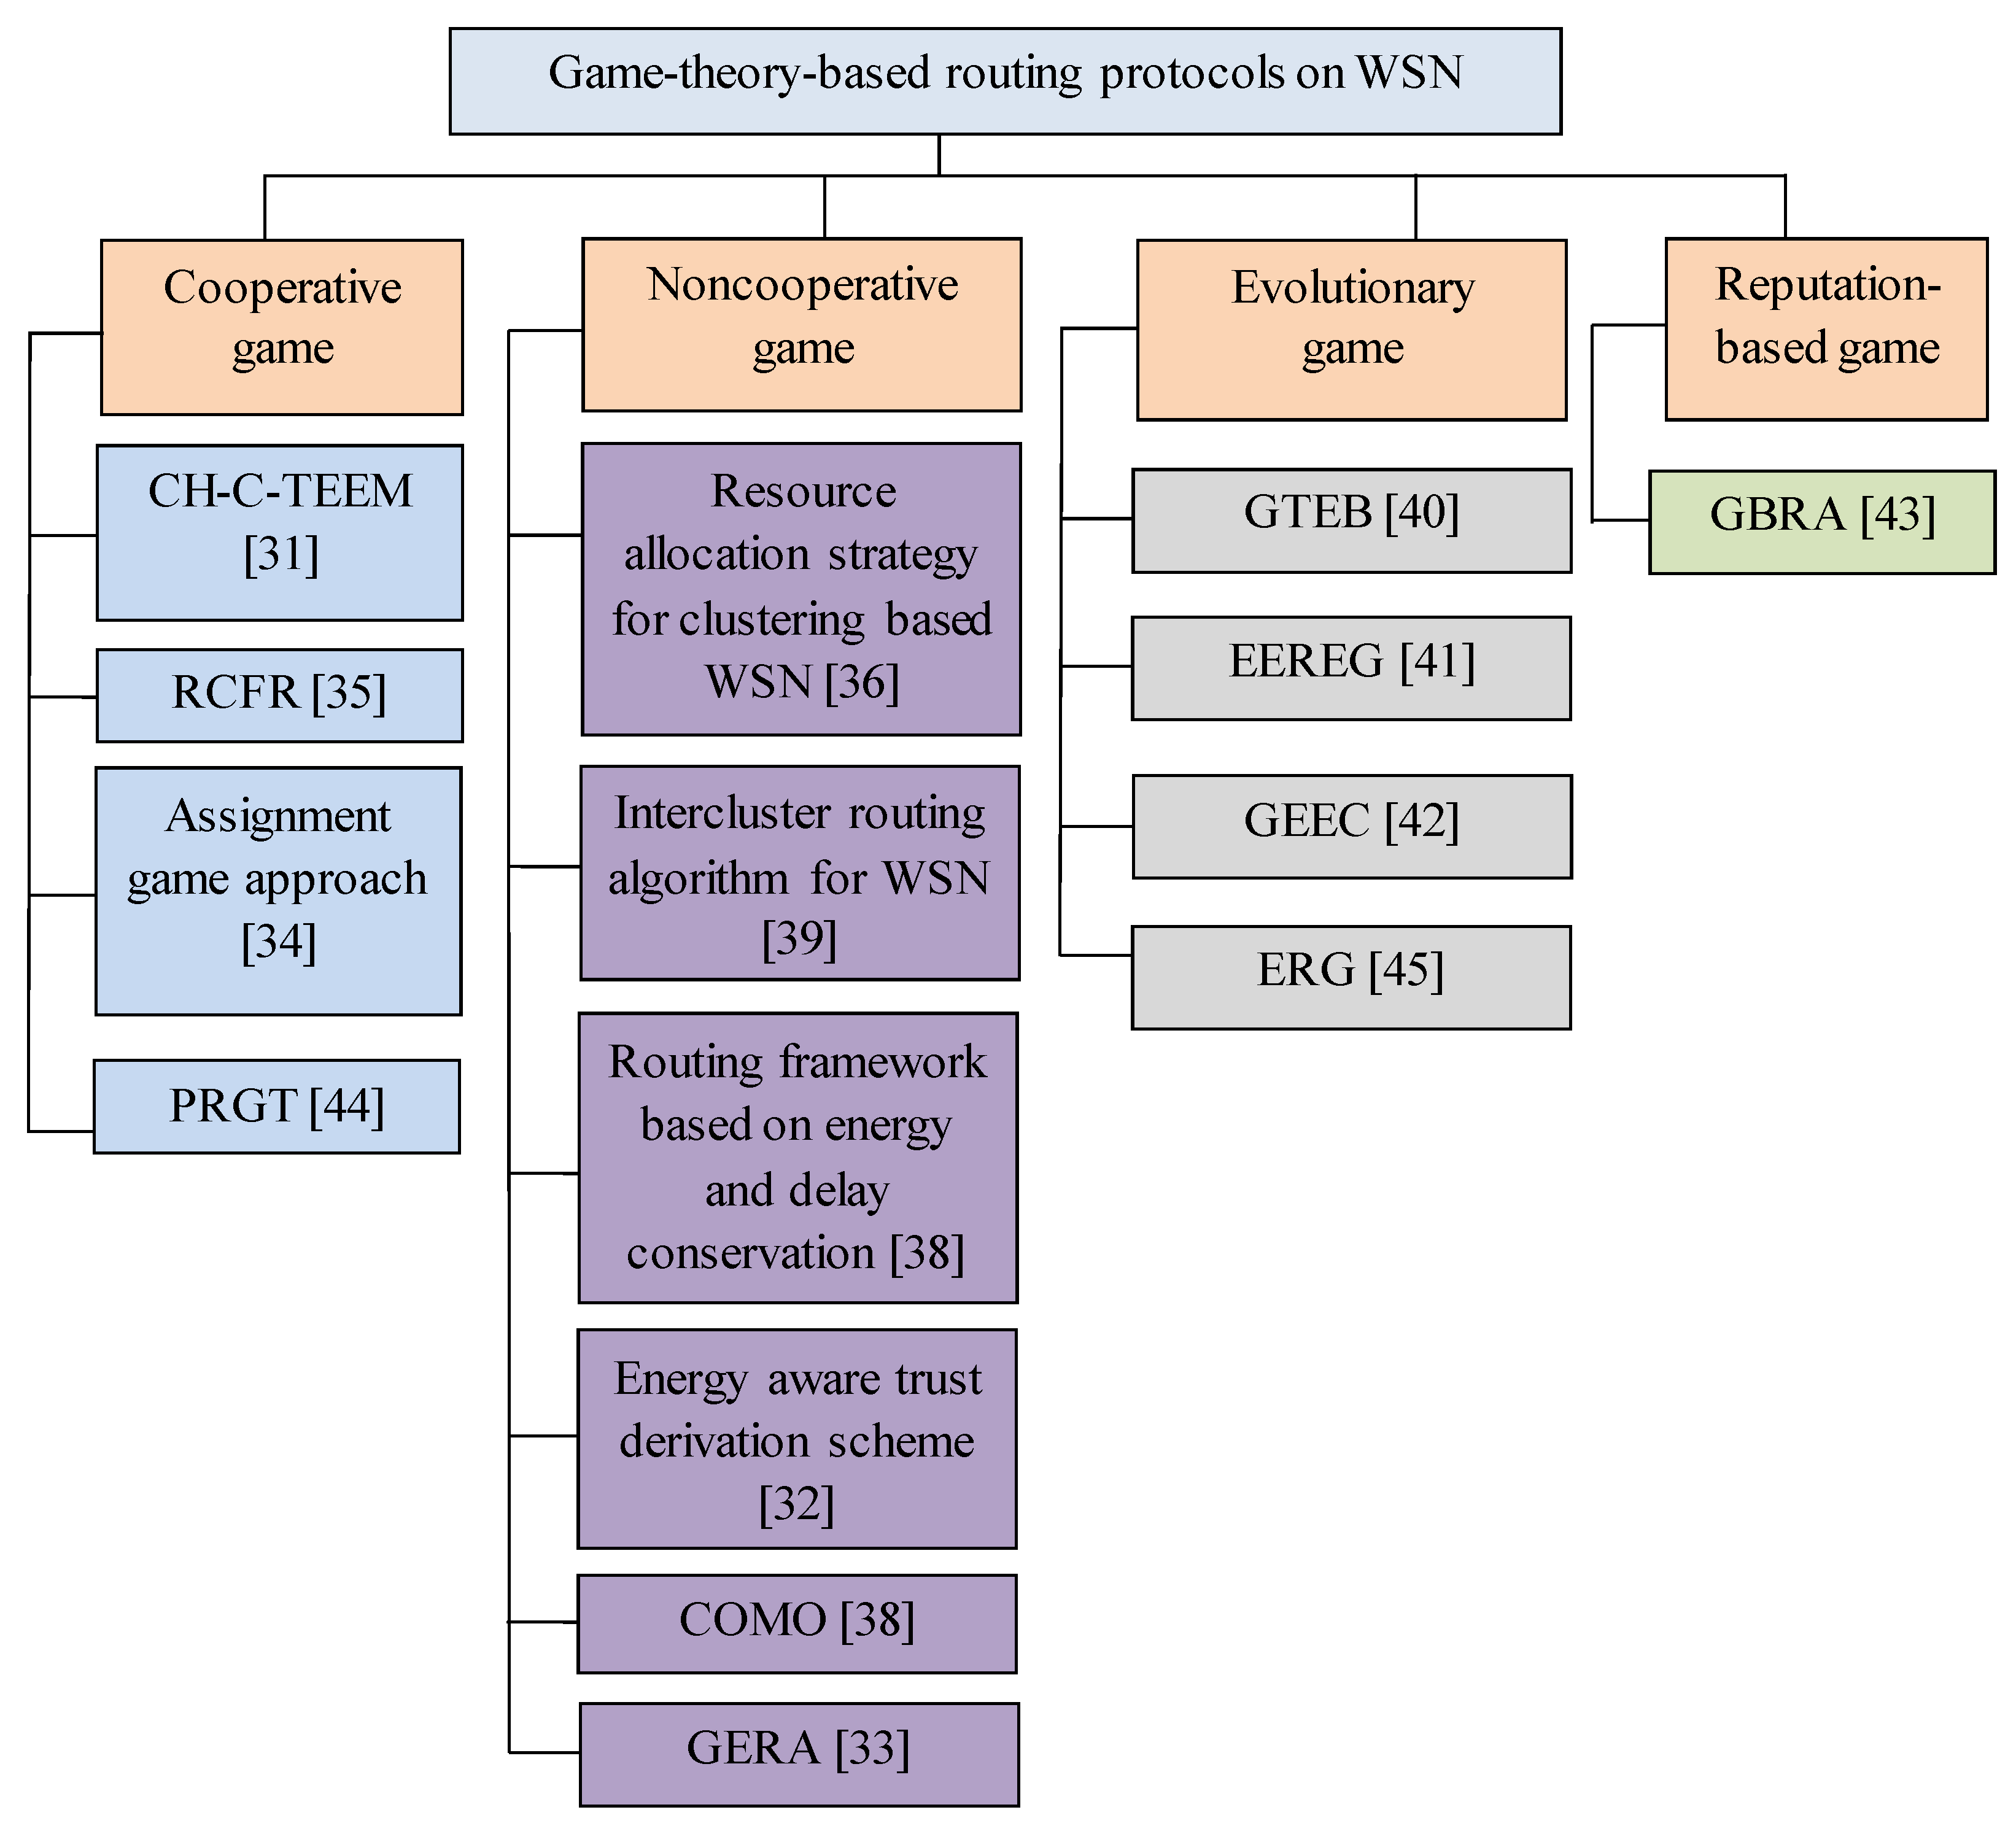 Game-theory-based routing protocols on WSN
Cooperative
game
CH-C-TEEM
[31]
RCFR [35]
Assignment
game approach
[34]
PRGT [44]
Noncooperative
game
Resource
allocation strategy
for clustering based
WSN [36]
Intercluster routing
algorithm for WSN
[39]
Routing framework
based on energy
and delay
conservation [38]
Energy aware trust
derivation scheme
[32]
COMO [38]
GERA [33]
Evolutionary
game
GTEB [40]
EEREG [41]
GEEC [42]
ERG [45]
Reputation-
based game
GBRA [43]